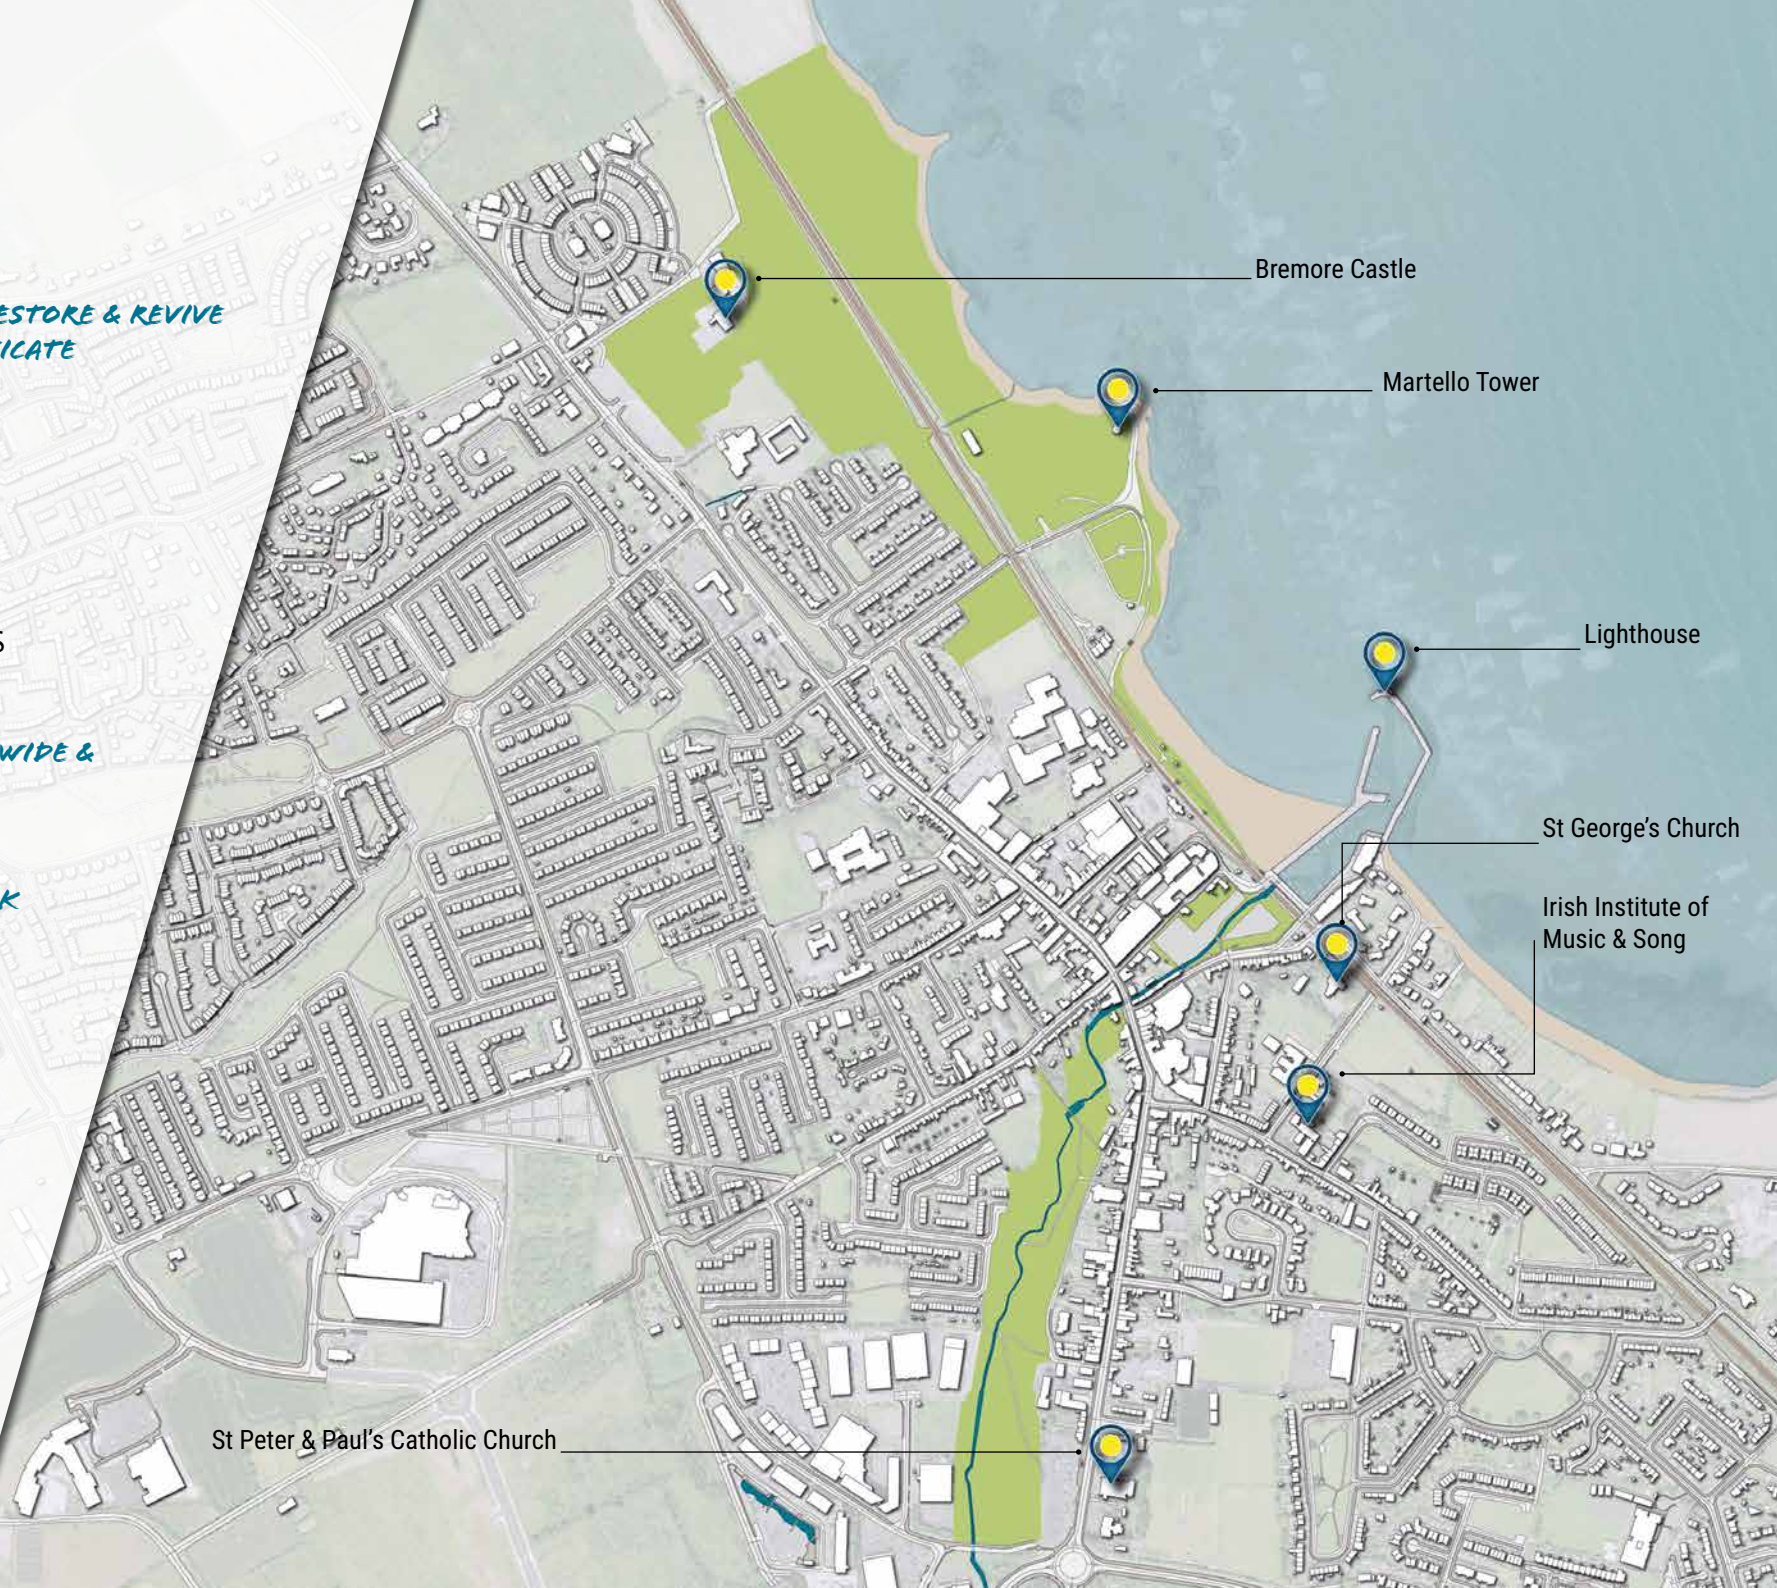 ESTORE & REVIVE
ICATE
S
WIDE &
K
Bremore Castle
Martello Tower
Lighthouse
St George’s Church
Irish Institute of
Music & Song
St Peter & Paul’s Catholic Church